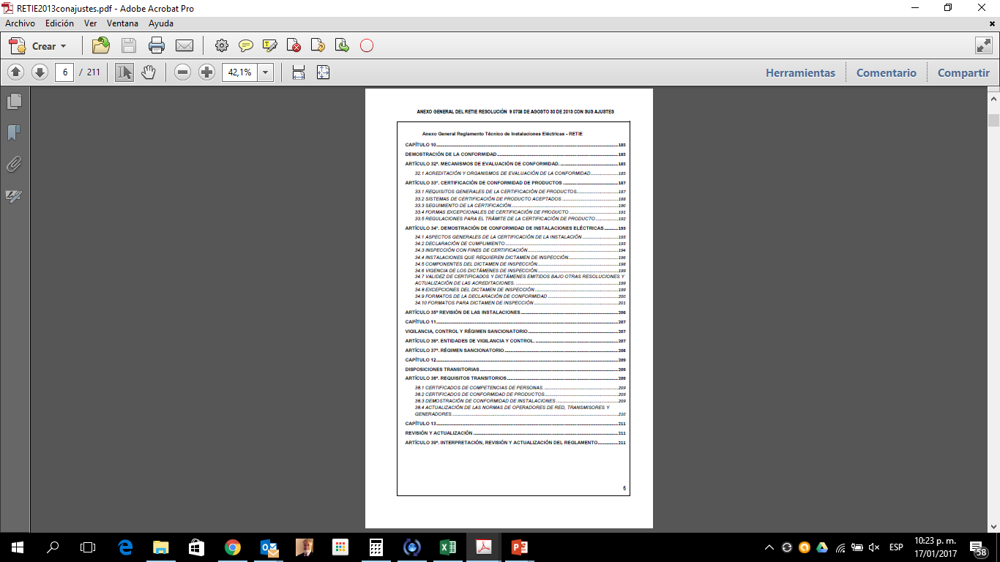 RETIE2013conajustes.pdf - Adobe Acrobat Pro
Archivo Edición Ver Ventana Ayuda
Crear
6 / 211
42,1%
Herramientas Comentario Compartir
ANEXO GENERAL DEL RETIE RESOLUCIÓN 9 0708 DE AGOSTO 30 DE 2013 CON SUS AJUSTES
Anexo General Reglamento Técnico de Instalaciones Eléctricas - RETIE
CAPÍTULO 10 185
DEMOSTRACIÓN DE LA CONFORMIDAD 185
ARTÍCULO 32º. MECANISMOS DE EVALUACIÓN DE CONFORMIDAD. 185
32.1 ACREDITACIÓN Y ORGANISMOS DE EVALUACIÓN DE LA CONFORMIDAD 185
ARTÍCULO 33°. CERTIFICACIÓN DE CONFORMIDAD DE PRODUCTOS 187
33.1 REQUISITOS GENERALES DE LA CERTIFICACIÓN DE PRODUCTOS 187
33.2 SISTEMAS DE CERTIFICACIÓN DE PRODUCTO ACEPTADOS 188
33.3 SEGUIMIENTO DE LA CERTIFICACIÓN 190
33.4 FORMAS EXCEPCIONALES DE CERTIFICACIÓN DE PRODUCTO 191
33.5 REGULACIONES PARA EL TRÁMITE DE LA CERTIFICACIÓN DE PRODUCTO 192
ARTÍCULO 34°. DEMOSTRACIÓN DE CONFORMIDAD DE INSTALACIONES ELÉCTRICAS 193
34.1 ASPECTOS GENERALES DE LA CERTIFICACIÓN DE LA INSTALACIÓN 193
34.2 DECLARACIÓN DE CUMPLIMIENTO 193
34.3 INSPECCIÓN CON FINES DE CERTIFICACIÓN 194
34.4 INSTALACIONES QUE REQUIEREN DICTAMEN DE INSPECCIÓN 196
34.5 COMPONENTES DEL DICTAMEN DE INSPECCIÓN 198
34.6 VIGENCIA DE LOS DICTÁMENES DE INSPECCIÓN 199
34.7 VALIDEZ DE CERTIFICADOS Y DICTÁMENES EMITIDOS BAJO OTRAS RESOLUCIONES Y
ACTUALIZACIÓN DE LAS ACREDITACIONES. 199
34.8 EXCEPCIONES DEL DICTAMEN DE INSPECCIÓN 199
34.9 FORMATOS DE LA DECLARACIÓN DE CONFORMIDAD 200
34.10 FORMATOS PARA DICTAMEN DE INSPECCIÓN 201
ARTÍCULO 35º REVISIÓN DE LAS INSTALACIONES 206
CAPÍTULO 11 207
VIGILANCIA, CONTROL Y RÉGIMEN SANCIONATORIO 207
ARTÍCULO 36º. ENTIDADES DE VIGILANCIA Y CONTROL. 207
ARTÍCULO 37º. RÉGIMEN SANCIONATORIO 208
CAPÍTULO 12 209
DISPOSICIONES TRANSITORIAS 209
ARTÍCULO 38º. REQUISITOS TRANSITORIOS 209
38.1 CERTIFICADOS DE COMPETENCIAS DE PERSONAS. 209
38.2 CERTIFICADOS DE CONFORMIDAD DE PRODUCTOS 209
38.3 DEMOSTRACIÓN DE CONFORMIDAD DE INSTALACIONES 209
38.4 ACTUALIZACIÓN DE LAS NORMAS DE OPERADORES DE RED, TRANSMISORES Y
GENERADORES 210
CAPÍTULO 13 211
REVISIÓN Y ACTUALIZACIÓN 211
ARTÍCULO 39º. INTERPRETACIÓN, REVISIÓN Y ACTUALIZACIÓN DEL REGLAMENTO 211
6
ESP
10:23 p. m.
17/01/2017
58